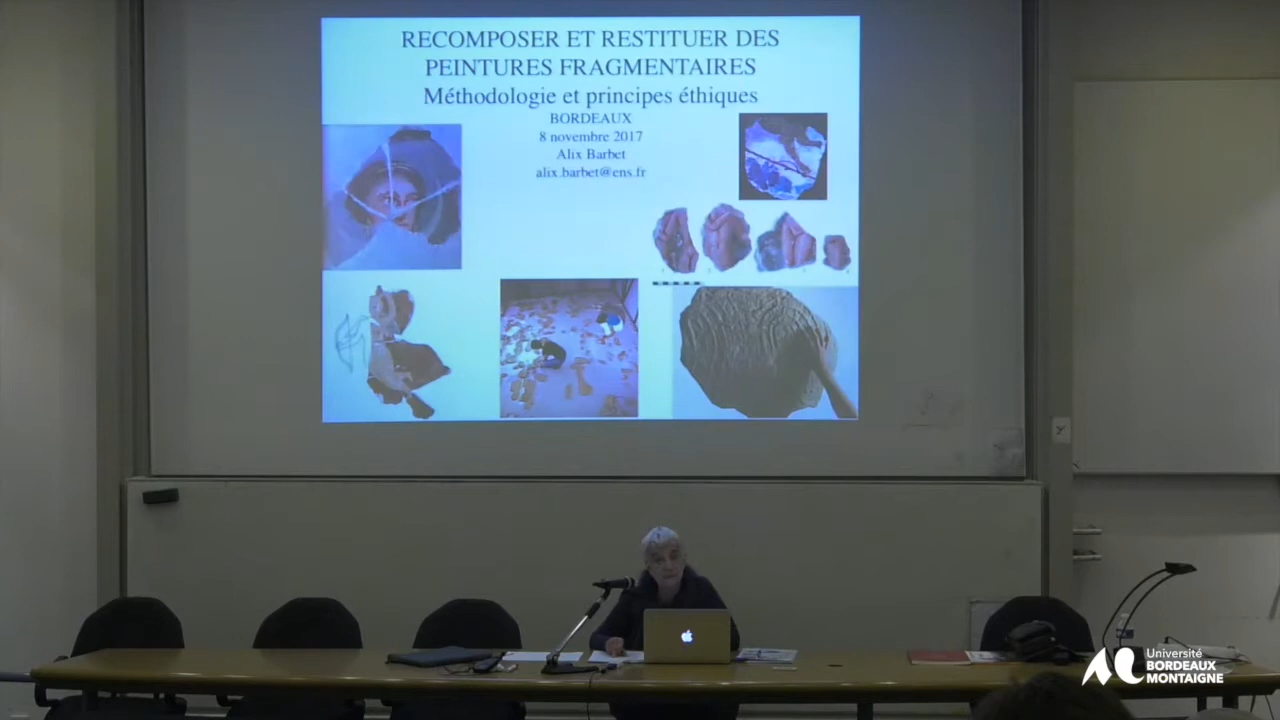 RECOMPOSER ET RESTITUER DES
PEINTURES FRAGMENTAIRES
Méthodologie et principes éthiques
BORDEAUX
8 novembre 2017
Alix Barbet
alix.barbet@ens.fr
Université
BORDEAUX
MONTAIGNE